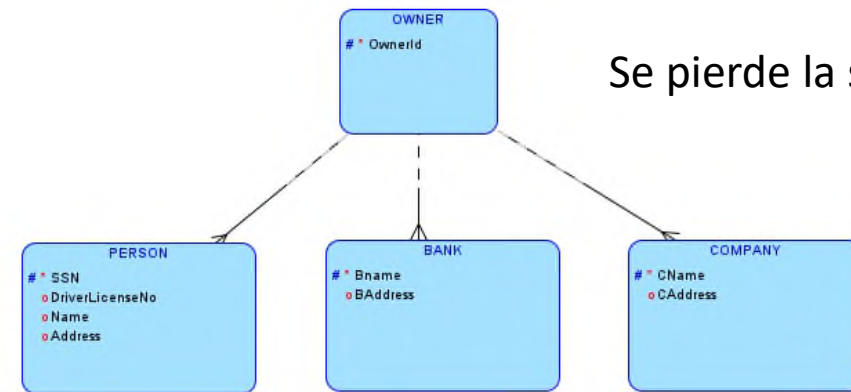 OWNER
# * OwnerId
Se pierde la
PERSON
# * SSN
o DriverLicenseNo
o Name
o Address
BANK
# * Bname
o BAddress
COMPANY
# * CName
o CAddress